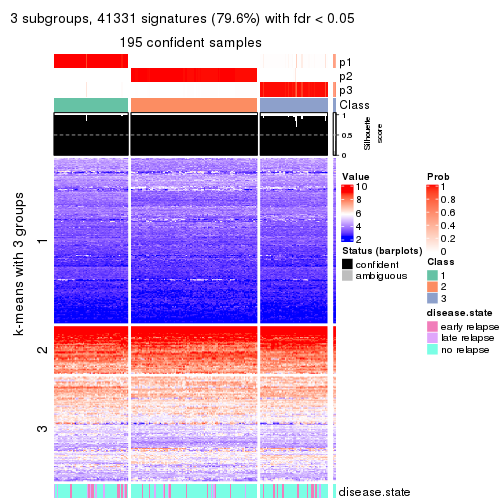 3 subgroups, 41331 signatures (79.6%) with fdr < 0.05
195 confident samples
p1
p2
p3
Class
1
0.5
0
Silhouette
score
k-means with 3 groups
1
2
3
disease.state
Value
10
8
6
4
2
Status (barplots)
confident
ambiguous
Prob
1
0.8
0.6
0.4
0.2
0
Class
1
2
3
disease.state
early relapse
late relapse
no relapse